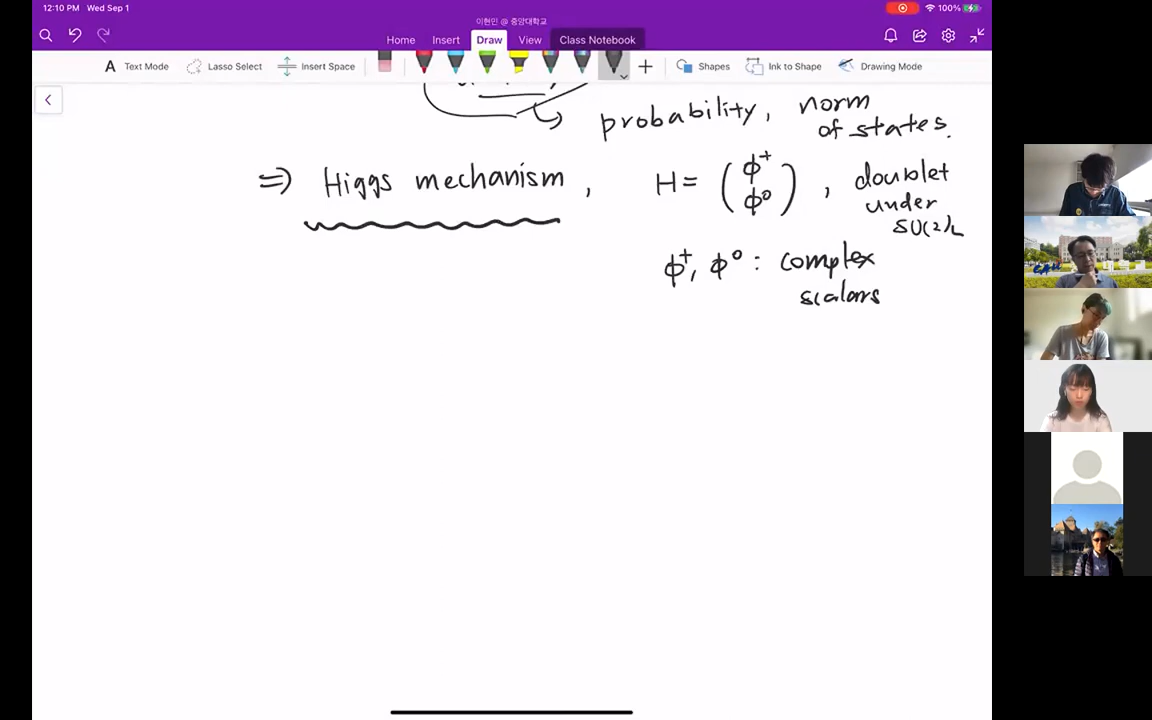 12:10 PM Wed Sep 1
100%
이현민 @ 중앙대학교
Home Insert Draw View Class Notebook
A Text Mode Lasso Select Insert Space Shapes Ink to Shape Drawing Mode
probability, norm
of states.
⇒ Higgs mechanism, H = (ϕ⁺ ϕ⁰), doublet
under
SU(2)L
ϕ⁺, ϕ⁰ : complex
scalars